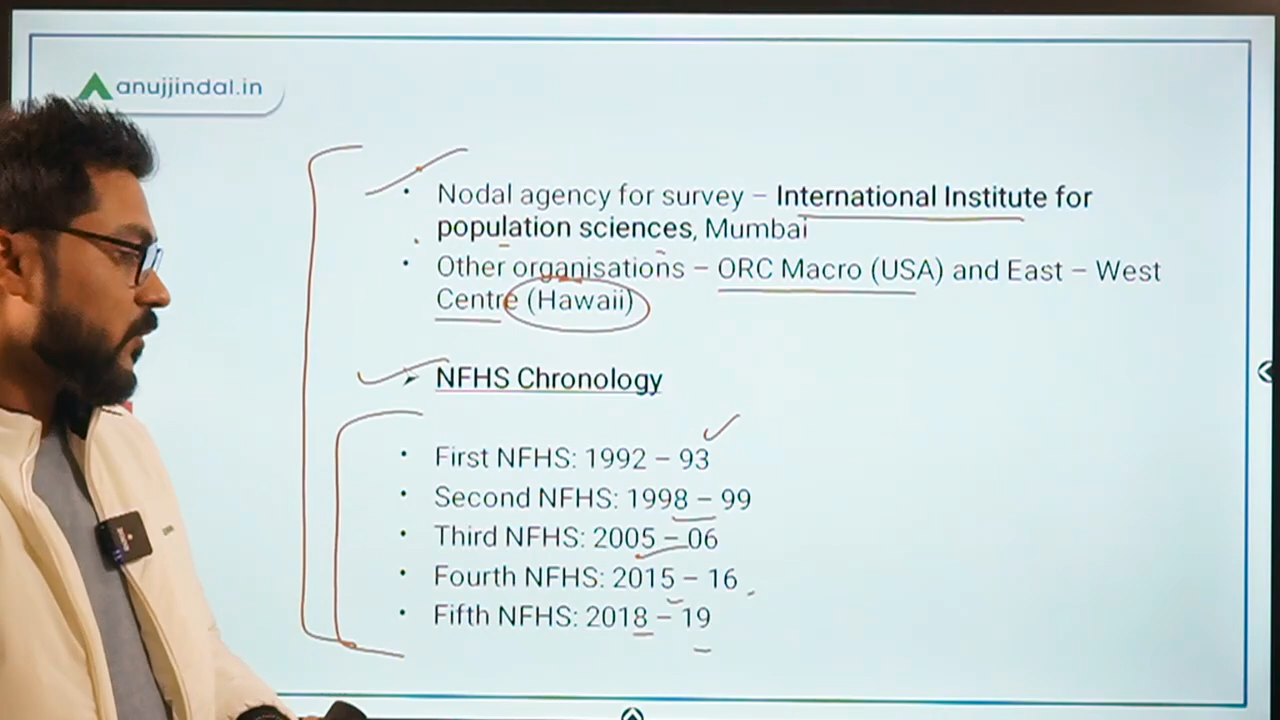 anujjindal.in
• Nodal agency for survey – International Institute for
population sciences, Mumbai
• Other organisations – ORC Macro (USA) and East – West
Centre (Hawaii)
➢ NFHS Chronology
• First NFHS: 1992 – 93
• Second NFHS: 1998 – 99
• Third NFHS: 2005 – 06
• Fourth NFHS: 2015 – 16
• Fifth NFHS: 2018 – 19